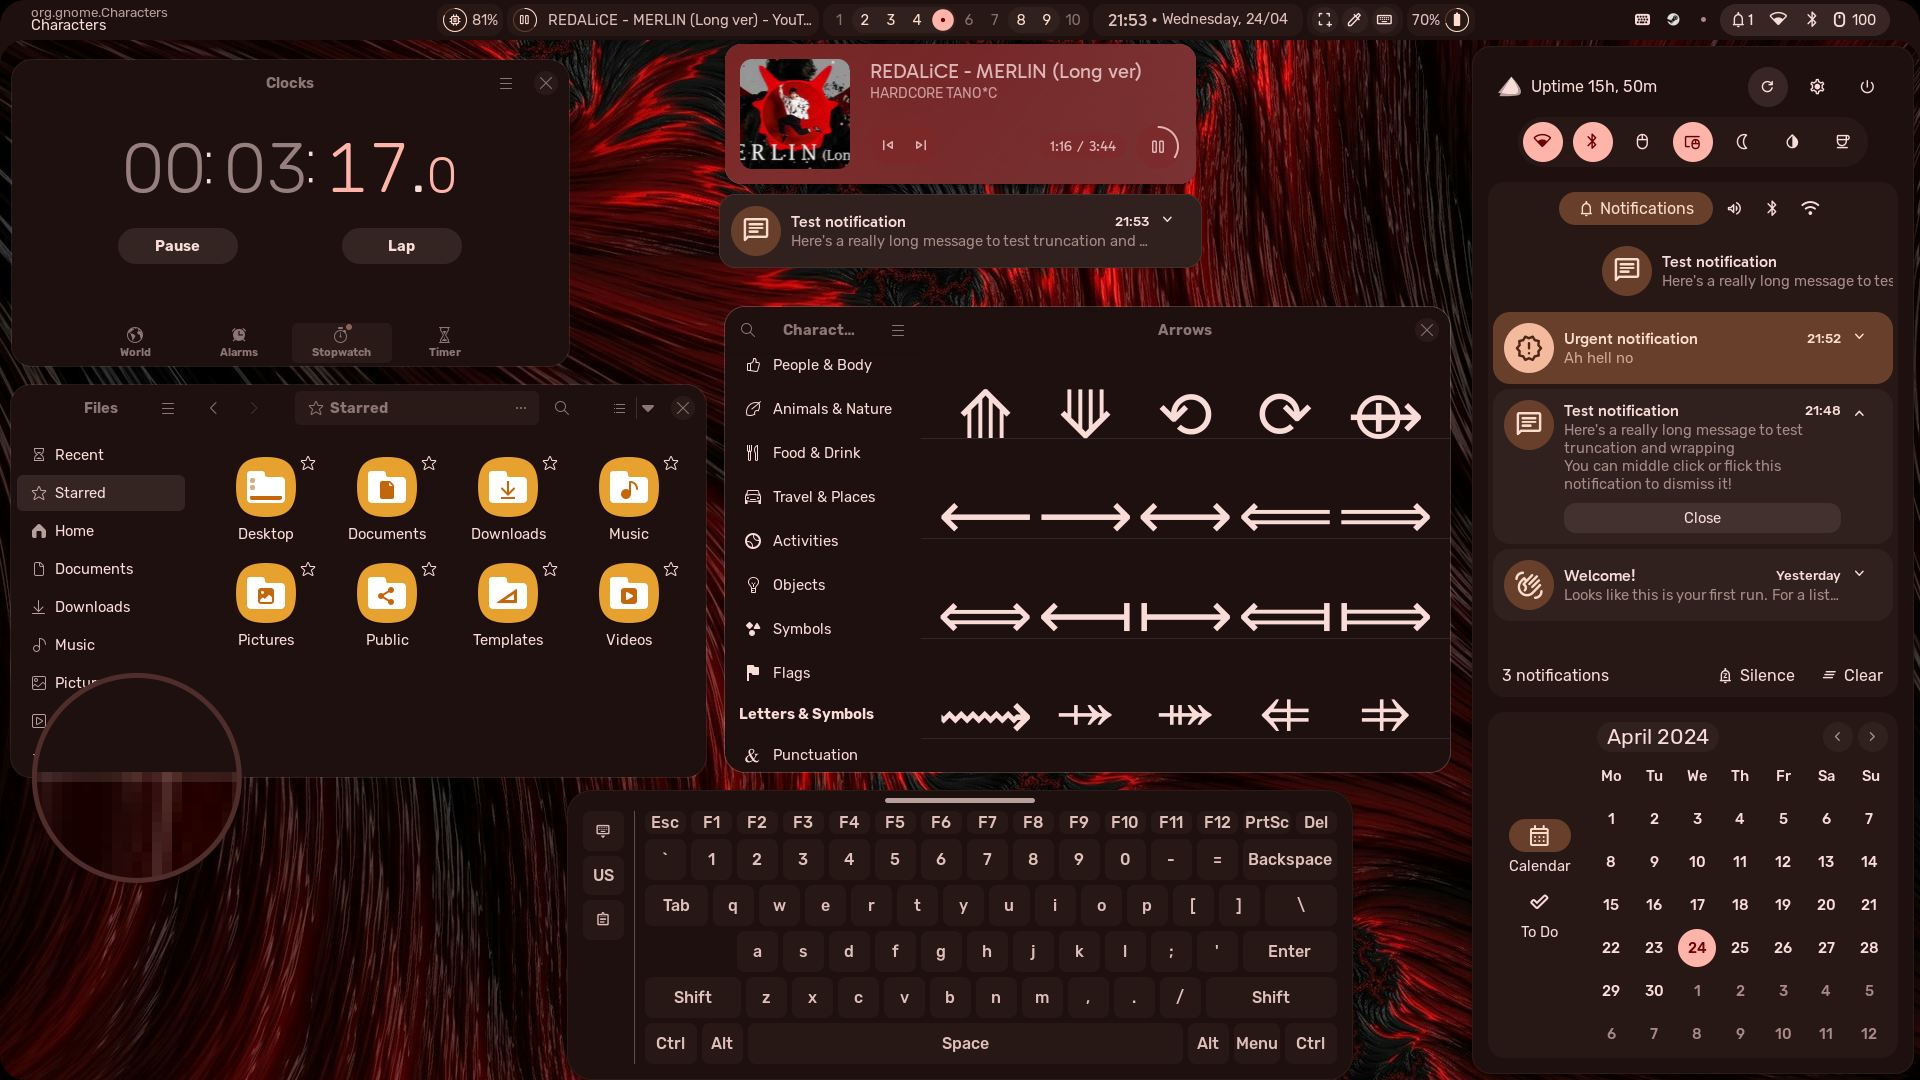 org.gnome.Characters
Characters
81%
REDALiCE - MERLIN (Long ver) - YouT...
1 2 3 4 6 7 8 9 10
21:53 • Wednesday, 24/04
70%
1
100
Clocks
00:03:17.0
Pause
Lap
World
Alarms
Stopwatch
Timer
Files
Starred
Recent
Starred
Home
Documents
Downloads
Music
Desktop
Documents
Downloads
Music
Pictures
Public
Templates
Videos
REDALiCE - MERLIN (Long ver)
HARDCORE TANO*C
1:16 / 3:44
ERLIN (Lon
Test notification
21:53
Here's a really long message to test truncation and ...
Charact...
Arrows
People & Body
Animals & Nature
Food & Drink
Travel & Places
Activities
Objects
Symbols
Flags
Letters & Symbols
& Punctuation
Esc F1 F2 F3 F4 F5 F6 F7 F8 F9 F10 F11 F12 PrtSc Del
` 1 2 3 4 5 6 7 8 9 0 - = Backspace
US
Tab q w e r t y u i o p [ ] \
a s d f g h j k l ; ' Enter
Shift z x c v b n m , . / Shift
Ctrl Alt Space Alt Menu Ctrl
Uptime 15h, 50m
Notifications
Test notification
Here's a really long message to tes
Urgent notification
21:52
Ah hell no
Test notification
21:48
Here's a really long message to test
truncation and wrapping
You can middle click or flick this
notification to dismiss it!
Close
Welcome!
Yesterday
Looks like this is your first run. For a list...
3 notifications
Silence
Clear
April 2024
Mo Tu We Th Fr Sa Su
1 2 3 4 5 6 7
8 9 10 11 12 13 14
15 16 17 18 19 20 21
22 23 24 25 26 27 28
29 30 1 2 3 4 5
6 7 8 9 10 11 12
Calendar
To Do